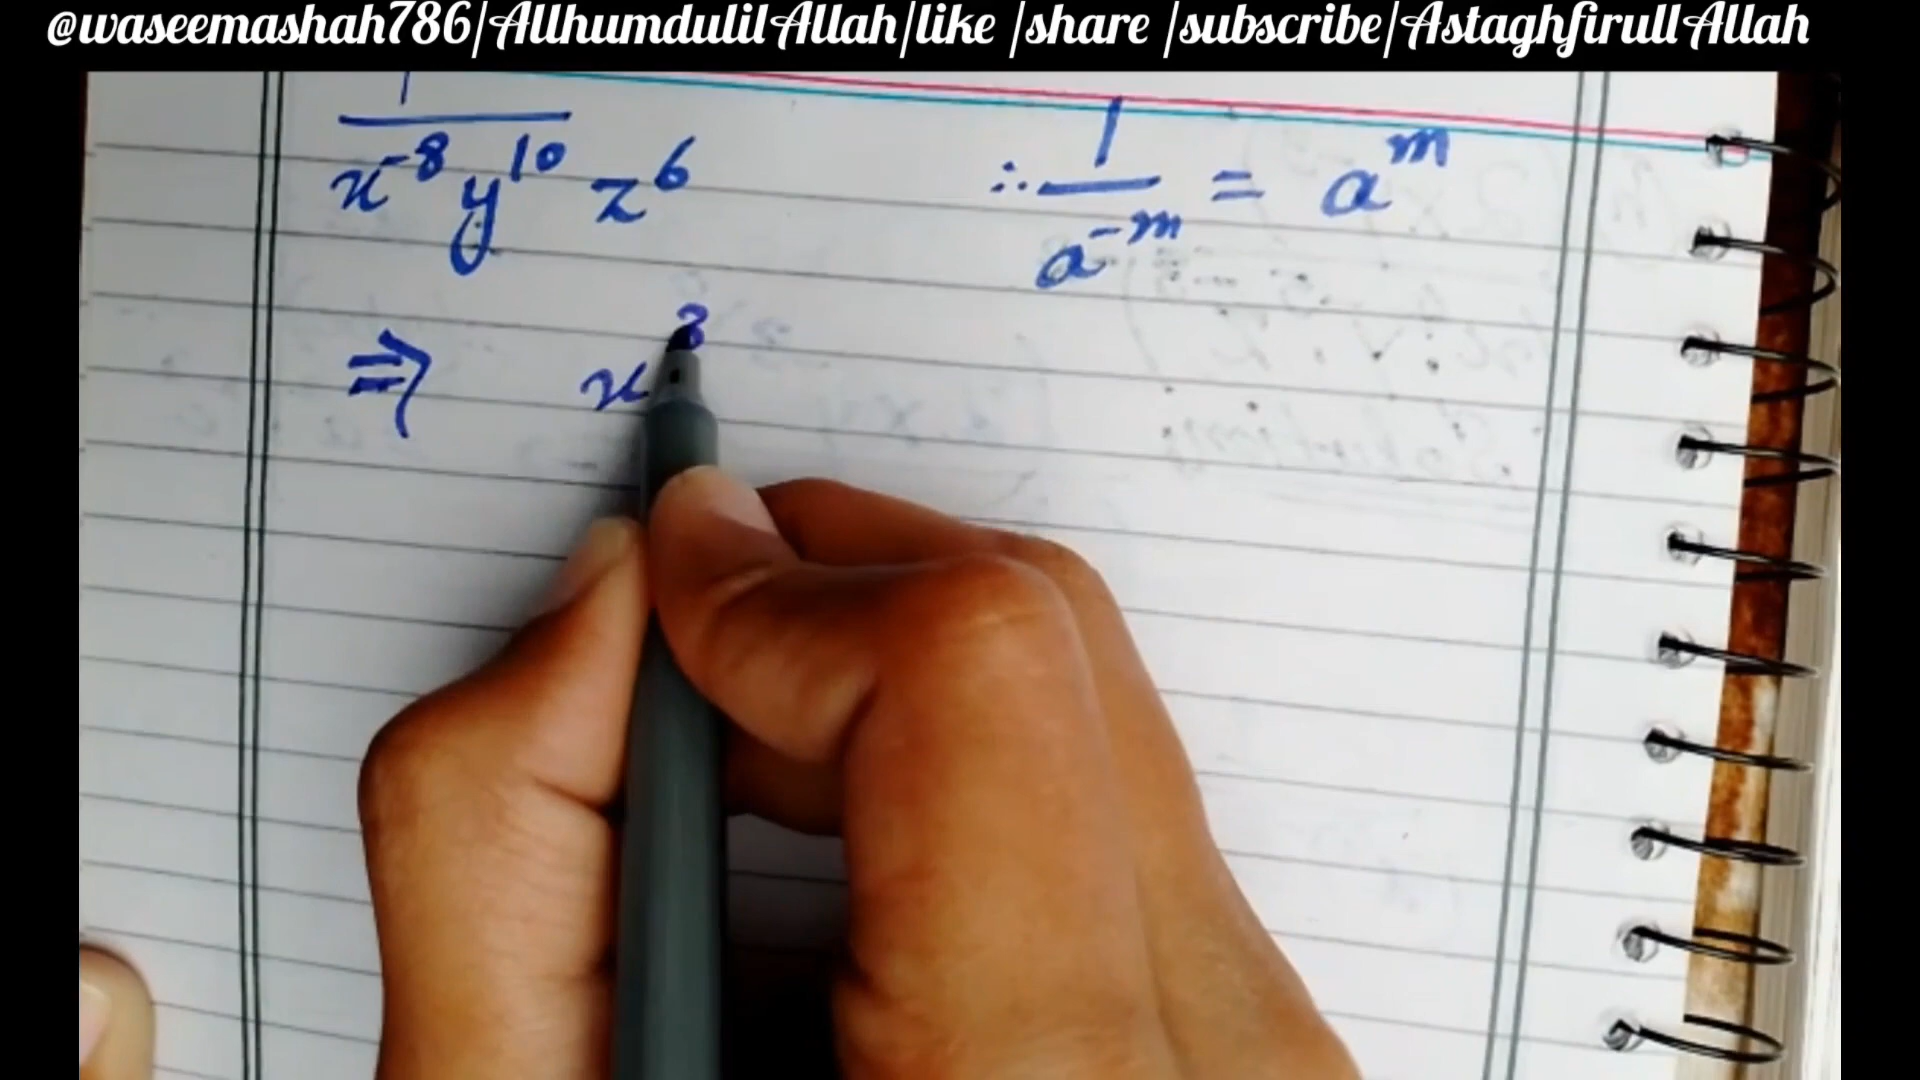 @waseemashah786/AllhumdulilAllah/like /share /subscribe/AstaghfirullAllah
1
x⁻⁸ y¹⁰ z⁶
∴ 1/a⁻ᵐ = aᵐ
⇒ x⁸